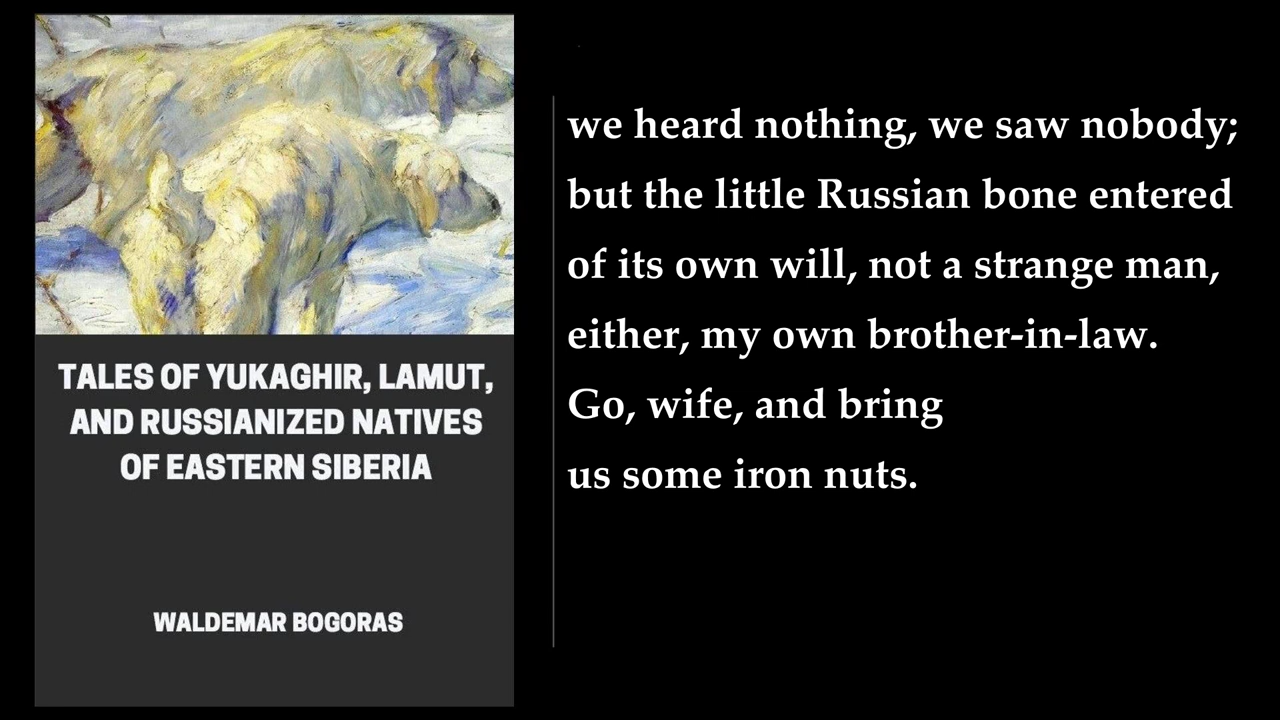 TALES OF YUKAGHIR, LAMUT,
AND RUSSIANIZED NATIVES
OF EASTERN SIBERIA
WALDEMAR BOGORAS
we heard nothing, we saw nobody;
but the little Russian bone entered
of its own will, not a strange man,
either, my own brother-in-law.
Go, wife, and bring
us some iron nuts.